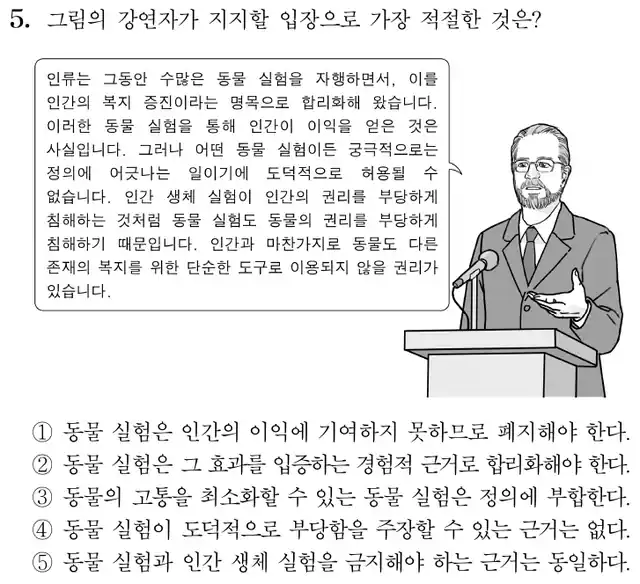 5. 그림의 강연자가 지지할 입장으로 가장 적절한 것은?
인류는 그동안 수많은 동물 실험을 자행하면서, 이를
인간의 복지 증진이라는 명목으로 합리화해 왔습니다.
이러한 동물 실험을 통해 인간이 이익을 얻은 것은
사실입니다. 그러나 어떤 동물 실험이든 궁극적으로는
정의에 어긋나는 일이기에 도덕적으로 허용될 수
없습니다. 인간 생체 실험이 인간의 권리를 부당하게
침해하는 것처럼 동물 실험도 동물의 권리를 부당하게
침해하기 때문입니다. 인간과 마찬가지로 동물도 다른
존재의 복지를 위한 단순한 도구로 이용되지 않을 권리가
있습니다.
① 동물 실험은 인간의 이익에 기여하지 못하므로 폐지해야 한다.
② 동물 실험은 그 효과를 입증하는 경험적 근거로 합리화해야 한다.
③ 동물의 고통을 최소화할 수 있는 동물 실험은 정의에 부합한다.
④ 동물 실험이 도덕적으로 부당함을 주장할 수 있는 근거는 없다.
⑤ 동물 실험과 인간 생체 실험을 금지해야 하는 근거는 동일하다.